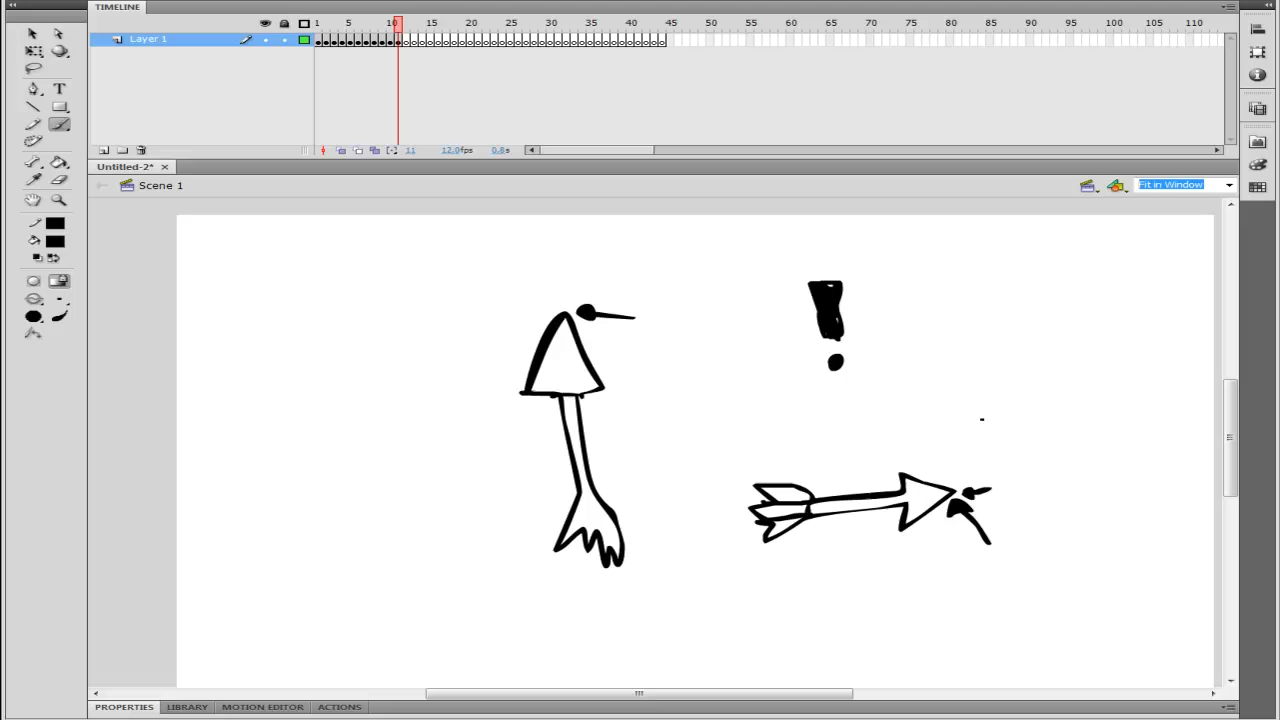 TIMELINE
1 5 10 15 20 25 30 35 40 45 50 55 60 65 70 75 80 85 90 95 100 105 110
Layer 1
11 12.0fps 0.8s
Untitled-2*
Scene 1
Fit in Window
T
!
PROPERTIES LIBRARY MOTION EDITOR ACTIONS